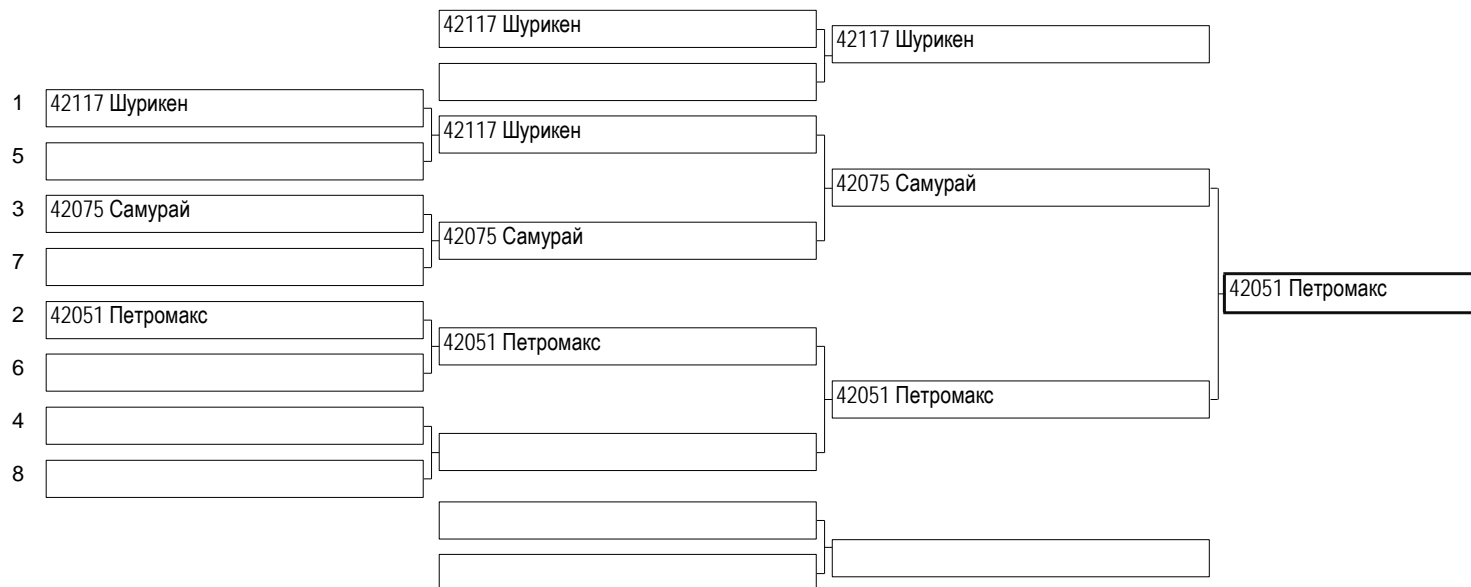 42117 Шурикен
42117 Шурикен
1 42117 Шурикен
42117 Шурикен
5
42075 Самурай
3 42075 Самурай
42075 Самурай
7
42051 Петромакс
2 42051 Петромакс
42051 Петромакс
6
42051 Петромакс
4
8